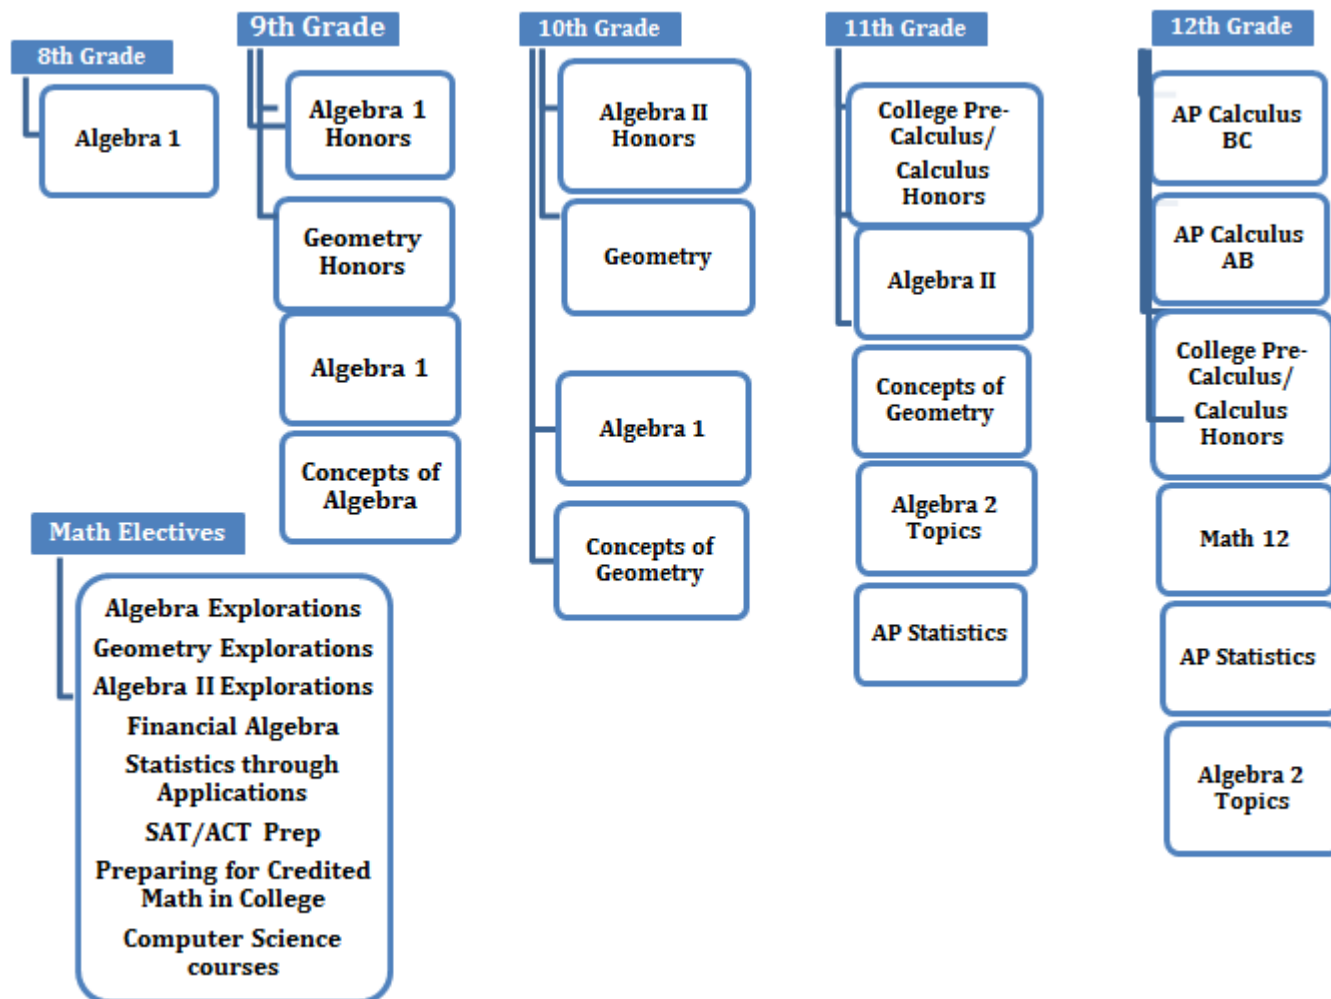 8th Grade
Algebra 1
9th Grade
Algebra 1
Honors
Geometry
Honors
Algebra 1
Concepts of
Algebra
Math Electives
Algebra Explorations
Geometry Explorations
Algebra II Explorations
Financial Algebra
Statistics through
Applications
SAT/ACT Prep
Preparing for Credited
Math in College
Computer Science
courses
10th Grade
Algebra II
Honors
Geometry
Algebra 1
Concepts of
Geometry
11th Grade
College Pre-
Calculus/
Calculus
Honors
Algebra II
Concepts of
Geometry
Algebra 2
Topics
AP Statistics
12th Grade
AP Calculus
BC
AP Calculus
AB
College Pre-
Calculus/
Calculus
Honors
Math 12
AP Statistics
Algebra 2
Topics